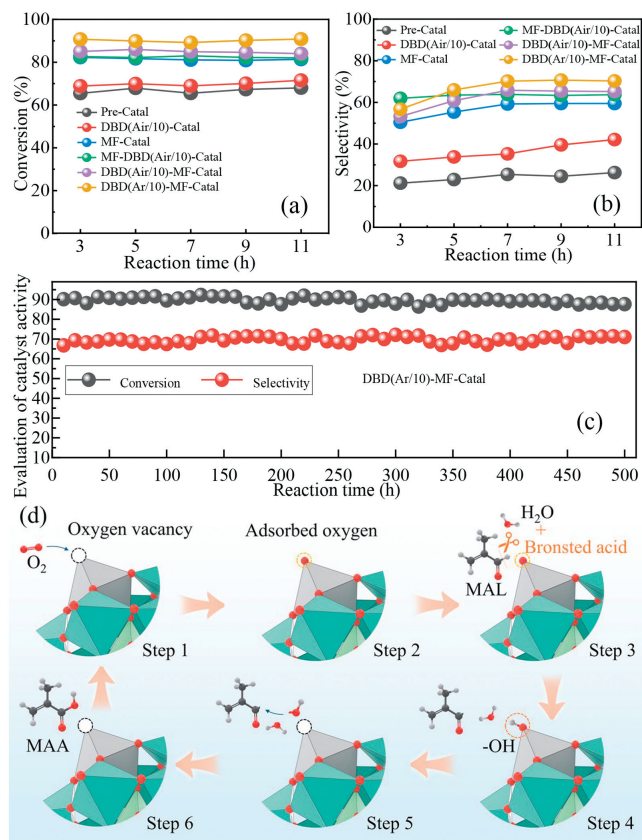 100
80
60
40
20
0
Conversion (%)
Pre-Catal
DBD(Air/10)-Catal
MF-Catal
MF-DBD(Air/10)-Catal
DBD(Air/10)-MF-Catal
DBD(Ar/10)-MF-Catal
(a)
3 5 7 9 11
Reaction time (h)
100
80
60
40
20
0
Selectivity (%)
Pre-Catal MF-DBD(Air/10)-Catal
DBD(Air/10)-Catal DBD(Air/10)-MF-Catal
MF-Catal DBD(Ar/10)-MF-Catal
(b)
3 5 7 9 11
Reaction time (h)
Evaluation of catalyst activity
110
100
90
80
70
60
50
40
30
20
10
Conversion Selectivity DBD(Ar/10)-MF-Catal
(c)
0 50 100 150 200 250 300 350 400 450 500
Reaction time (h)
(d)
Oxygen vacancy
O2
Step 1
Adsorbed oxygen
Step 2
H2O
+
Bronsted acid
MAL
Step 3
-OH
Step 4
Step 5
MAA
Step 6